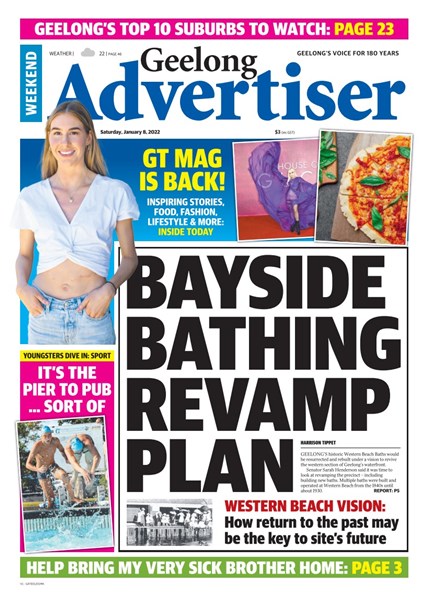 GEELONG'S TOP 10 SUBURBS TO WATCH: PAGE 23
WEEKEND
WEATHER | 22 | PAGE 40
GEELONG'S VOICE FOR 180 YEARS
Geelong
Advertiser
Saturday, January 8, 2022
$3
GT MAG
IS BACK!
INSPIRING STORIES,
FOOD, FASHION,
LIFESTYLE & MORE:
INSIDE TODAY
HOUSE
YOUNGSTERS DIVE IN: SPORT
IT'S THE
PIER TO PUB
... SORT OF
BAYSIDE
BATHING
REVAMP
PLAN
HARRISON TIPPET
GEELONG'S historic Western Beach Baths would
be resurrected and rebuilt under a vision to revive
the western section of Geelong's waterfront.
Senator Sarah Henderson said it was time to
look at revamping the precinct – including
building new baths. Multiple baths were built and
operated at Western Beach from the 1840s until
about 1930.
REPORT: P5
WESTERN BEACH VISION:
How return to the past may
be the key to site's future
HELP BRING MY VERY SICK BROTHER HOME: PAGE 3